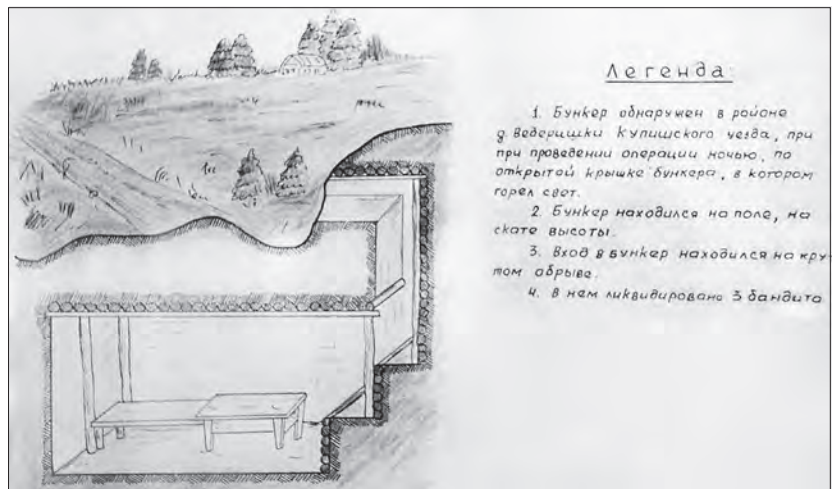 Легенда:
1. Бункер обнаружен в районе
д. Ведеришки Купишского уезда, при
при проведении операции ночью, по
открытой крышке бункера, в котором
горел свет.
2. Бункер находился на поле, на
скате высоты.
3. Вход в бункер находился на кру-
том обрыве.
4. В нем ликвидировано 3 бандита